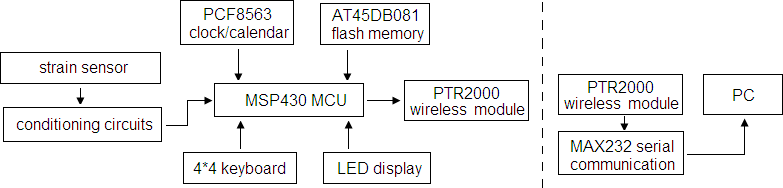 PCF8563
clock/calendar
AT45DB081
flash memory
strain sensor
MSP430 MCU
PTR2000
wireless module
conditioning circuits
4*4 keyboard
LED display
PTR2000
wireless module
PC
MAX232 serial
communication